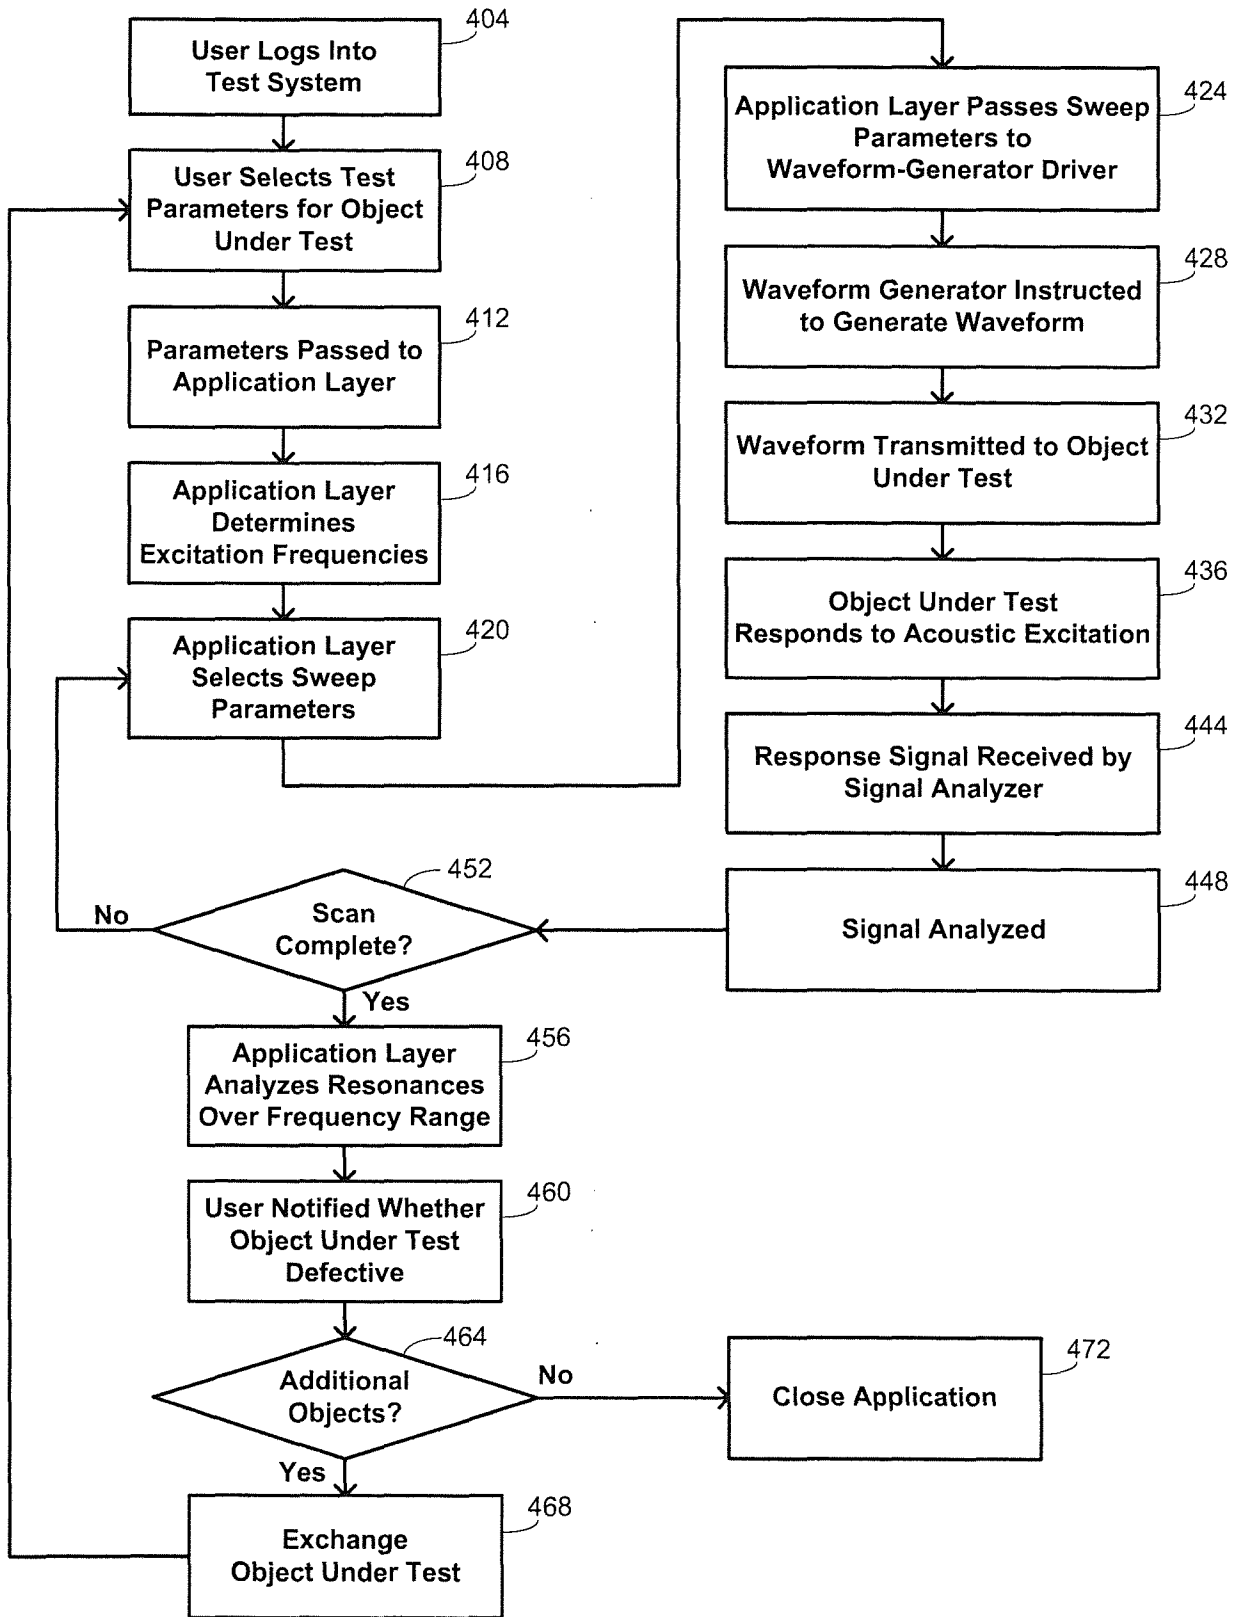 404
User Logs Into
Test System
408
User Selects Test
Parameters for Object
Under Test
412
Parameters Passed to
Application Layer
416
Application Layer
Determines
Excitation Frequencies
420
Application Layer
Selects Sweep
Parameters
424
Application Layer Passes Sweep
Parameters to
Waveform-Generator Driver
428
Waveform Generator Instructed
to Generate Waveform
432
Waveform Transmitted to Object
Under Test
436
Object Under Test
Responds to Acoustic Excitation
444
Response Signal Received by
Signal Analyzer
448
Signal Analyzed
452
No
Scan
Complete?
Yes
456
Application Layer
Analyzes Resonances
Over Frequency Range
460
User Notified Whether
Object Under Test
Defective
464
Additional
Objects?
No
472
Close Application
Yes
468
Exchange
Object Under Test